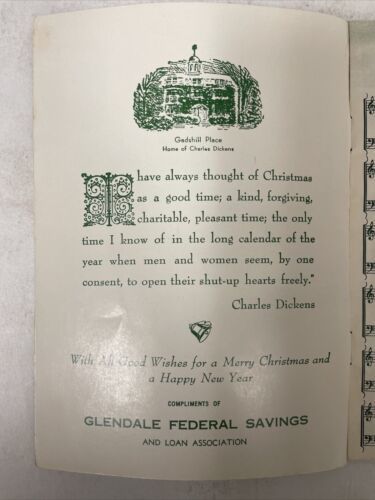 Gadshill Place
Home of Charles Dickens
I have always thought of Christmas
as a good time; a kind, forgiving,
charitable, pleasant time; the only
time I know of in the long calendar of the
year when men and women seem, by one
consent, to open their shut-up hearts freely."
Charles Dickens
With All Good Wishes for a Merry Christmas and
a Happy New Year
COMPLIMENTS OF
GLENDALE FEDERAL SAVINGS
AND LOAN ASSOCIATION